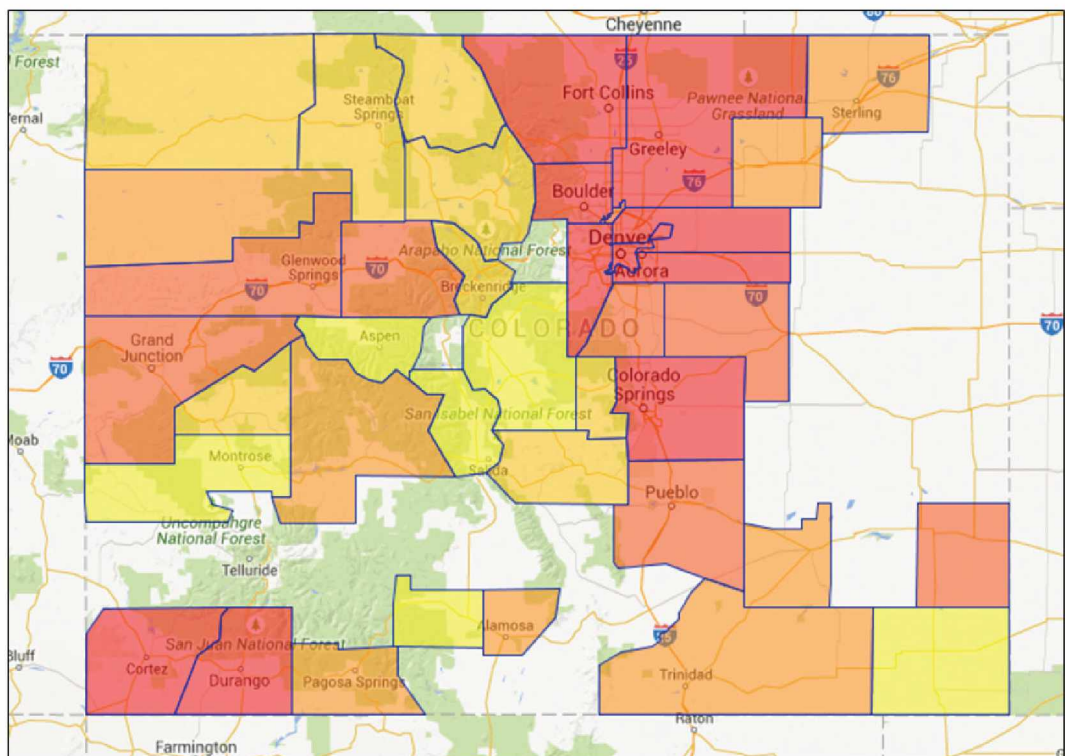 Cheyenne
l Forest
ernal
Steamboat
Springs
25
Fort Collins
Pawnee National
Grassland
76
Sterling
Greeley
Boulder
76
Denver
Arapaho National Forest
Glenwood
Springs
70
70
Aurora
Breckenridge
70
COLORADO
70
Grand
Junction
Aspen
70
Colorado
Springs
San Isabel National Forest
Moab
Montrose
Salida
Pueblo
Uncompahgre
National Forest
Telluride
San Juan National Forest
Alamosa
Cortez
Durango
Pagosa Springs
Trinidad
Bluff
Raton
Farmington